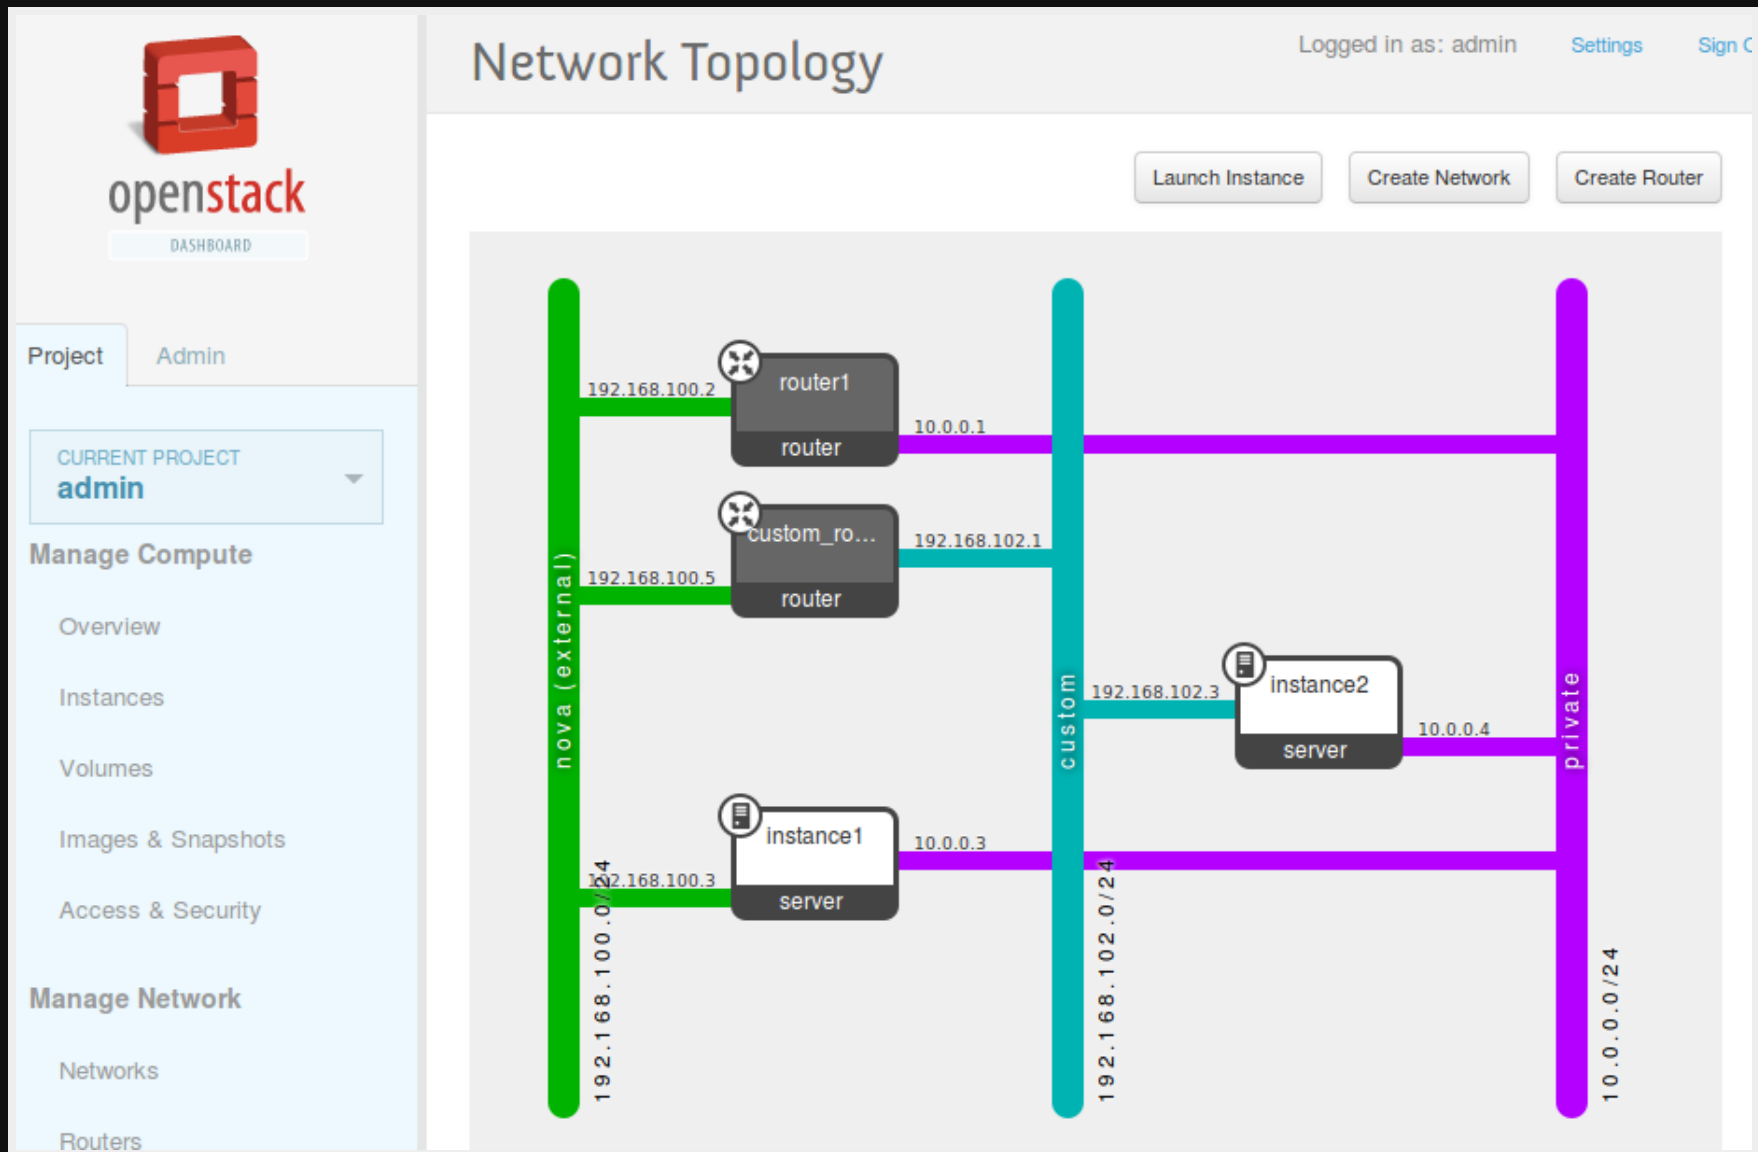 openstack
DASHBOARD
Network Topology
Logged in as: admin
Settings
Sign
Launch Instance
Create Network
Create Router
Project
Admin
CURRENT PROJECT
admin
Manage Compute
Overview
Instances
Volumes
Images & Snapshots
Access & Security
Manage Network
Networks
Routers
nova (external)
192.168.100.0/24
192.168.100.2
router1
router
10.0.0.1
192.168.100.5
custom_ro...
router
192.168.102.1
custom
192.168.102.0/24
192.168.102.3
instance2
server
10.0.0.4
192.168.100.3
instance1
server
10.0.0.3
private
10.0.0.0/24